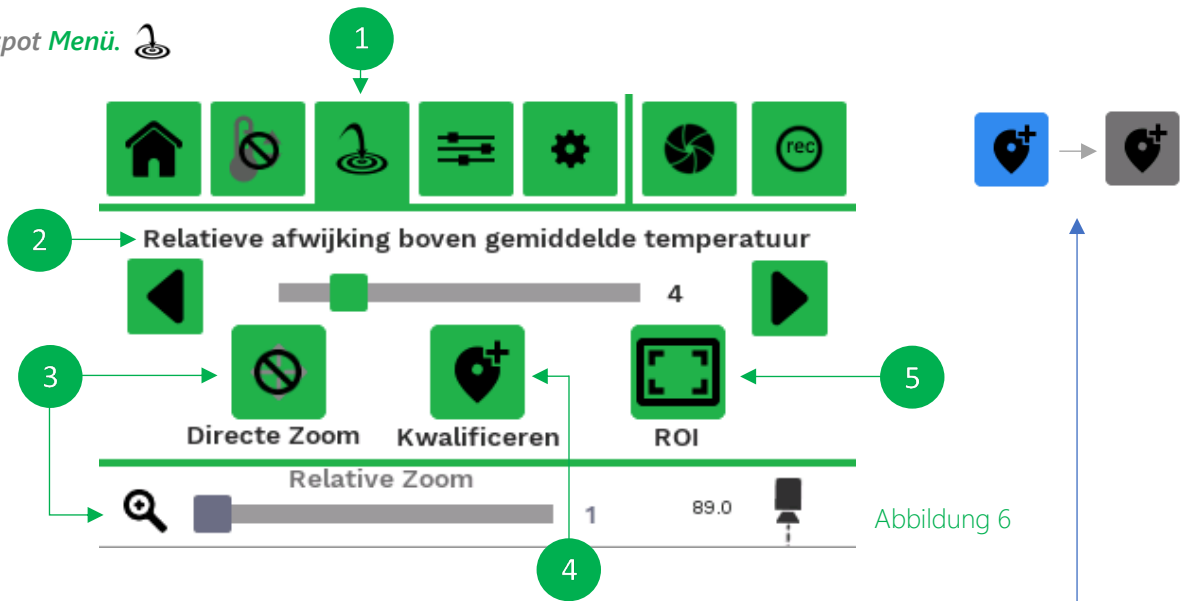 pot Menü.
1
rec
2
Relatieve afwijking boven gemiddelde temperatuur
4
3
5
Directe Zoom Kwalificeren ROI
Relative Zoom
1 89.0
Abbildung 6
4